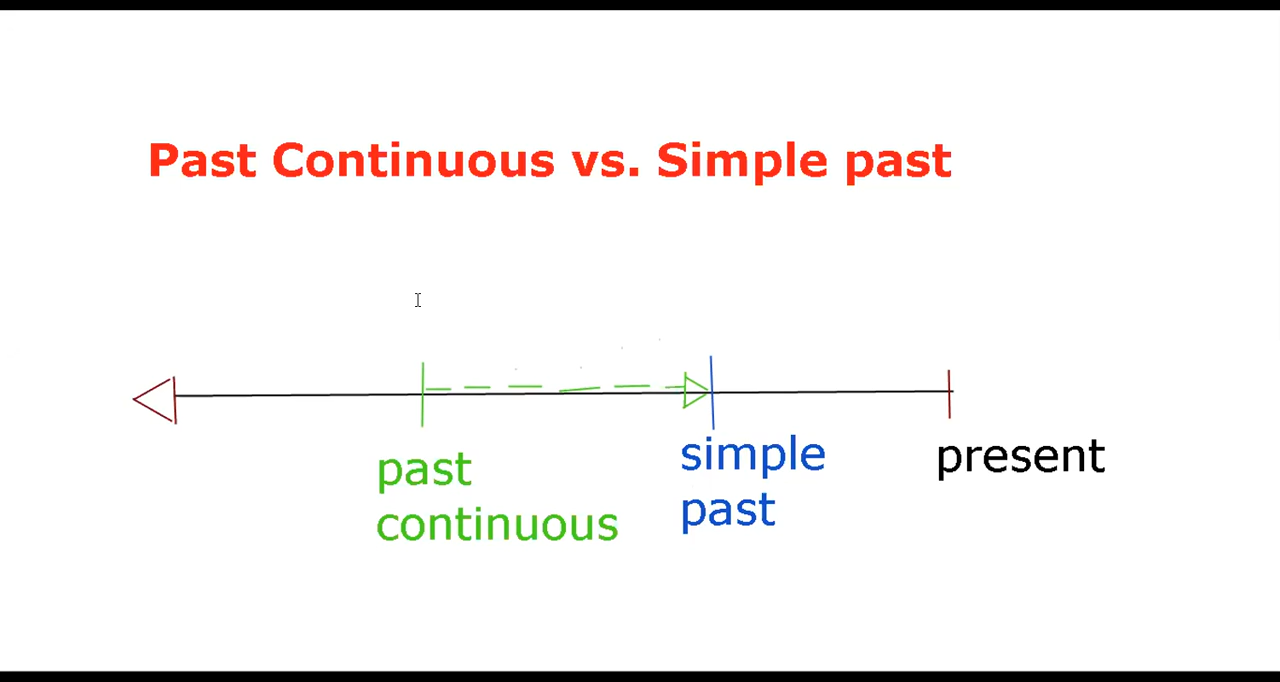 Past Continuous vs. Simple past
past
continuous
simple
past
present